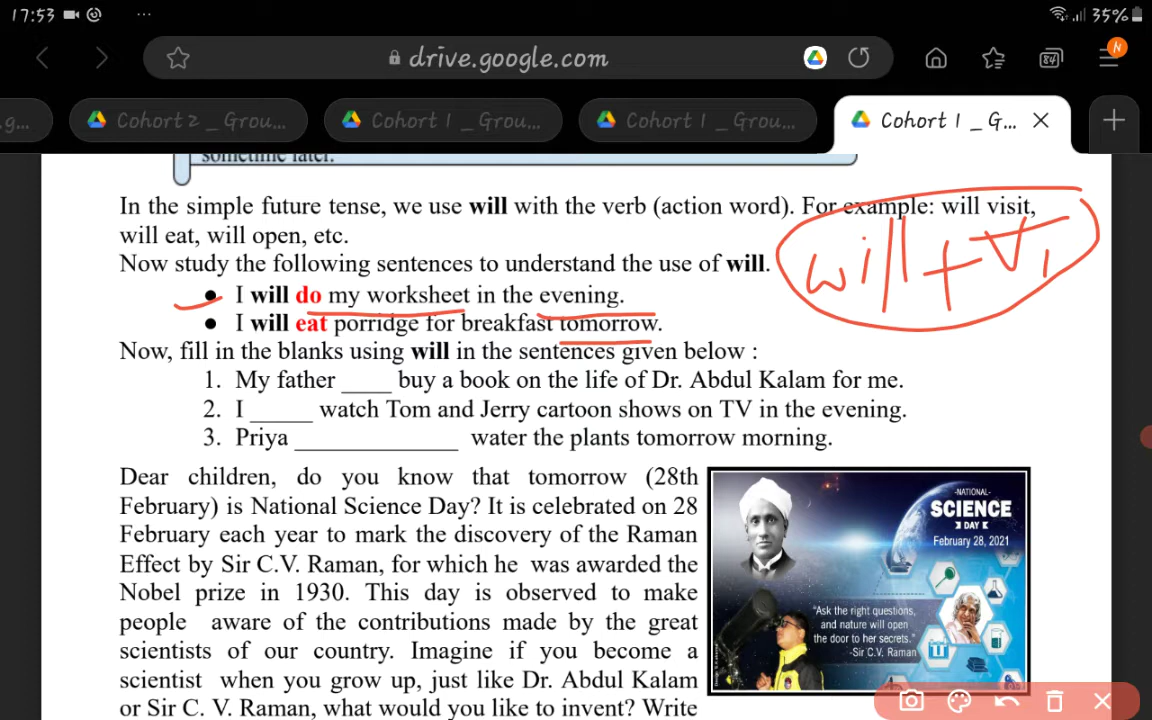 17:53 ... 35%
drive.google.com 84 N
g... Cohort 2 _ Grou... Cohort 1 _ Grou... Cohort 1 _ Grou... Cohort 1 _ G...
sometime later.
In the simple future tense, we use will with the verb (action word). For example: will visit,
will eat, will open, etc.
Now study the following sentences to understand the use of will.
will + V1
● I will do my worksheet in the evening.
● I will eat porridge for breakfast tomorrow.
Now, fill in the blanks using will in the sentences given below :
1. My father ____ buy a book on the life of Dr. Abdul Kalam for me.
2. I _____ watch Tom and Jerry cartoon shows on TV in the evening.
3. Priya _____________ water the plants tomorrow morning.
Dear children, do you know that tomorrow (28th
February) is National Science Day? It is celebrated on 28
February each year to mark the discovery of the Raman
Effect by Sir C.V. Raman, for which he was awarded the
Nobel prize in 1930. This day is observed to make
people aware of the contributions made by the great
scientists of our country. Imagine if you become a
scientist when you grow up, just like Dr. Abdul Kalam
or Sir C. V. Raman, what would you like to invent? Write
-NATIONAL-
SCIENCE
DAY
February 28, 2021
"Ask the right questions,
and nature will open
the door to her secrets."
-Sir C.V. Raman